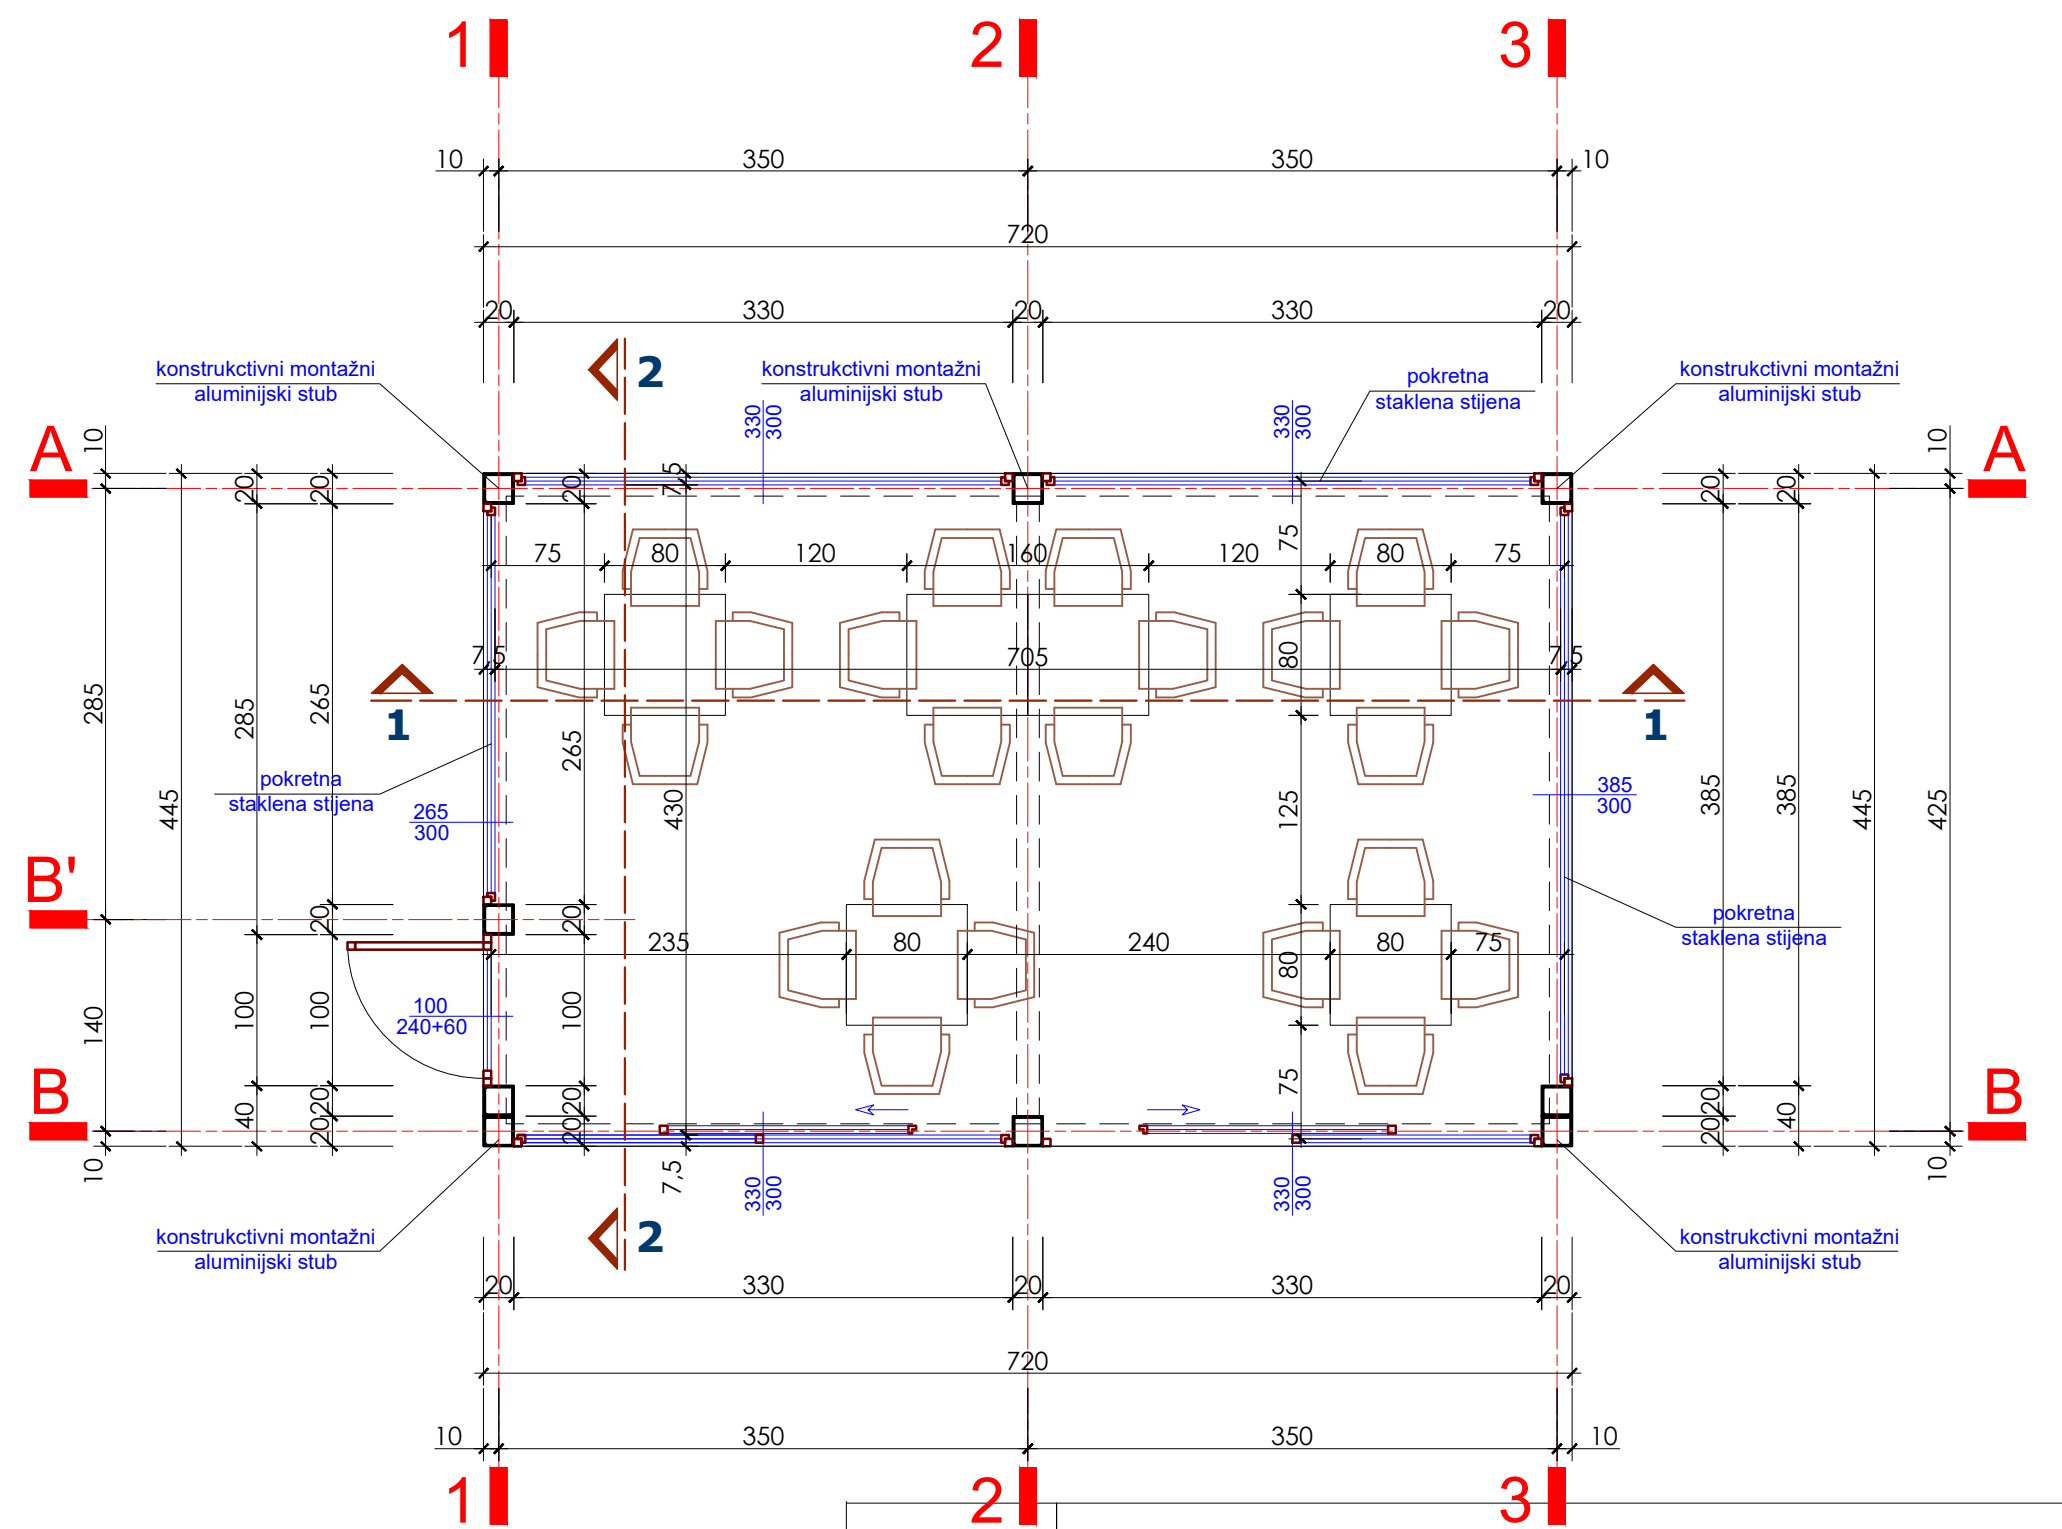 1 2 3
10 350 350 10
720
20 330 20 330 20
konstrukctivni montažni
aluminijski stub
2
konstrukctivni montažni
aluminijski stub
pokretna
staklena stijena
konstrukctivni montažni
aluminijski stub
330
300
330
300
A 10 10 A
20 20 20 7,5 20 20
75 80 120 160 120 80 75
75
7,5 705 7,5
80
1 1
285 285 265 265
pokretna
staklena stijena
445 430 125 385 385 445 425
265
300
385
300
B'
20 20
pokretna
staklena stijena
235 80 240 80 75
80
100
240+60
140 100 100 100
75
B B
40 20 20 20 20 20 20 40
10 7,5 10
330
300
330
300
konstrukctivni montažni
aluminijski stub
2
konstrukctivni montažni
aluminijski stub
20 330 20 330 20
720
10 350 350 10
1 2 3